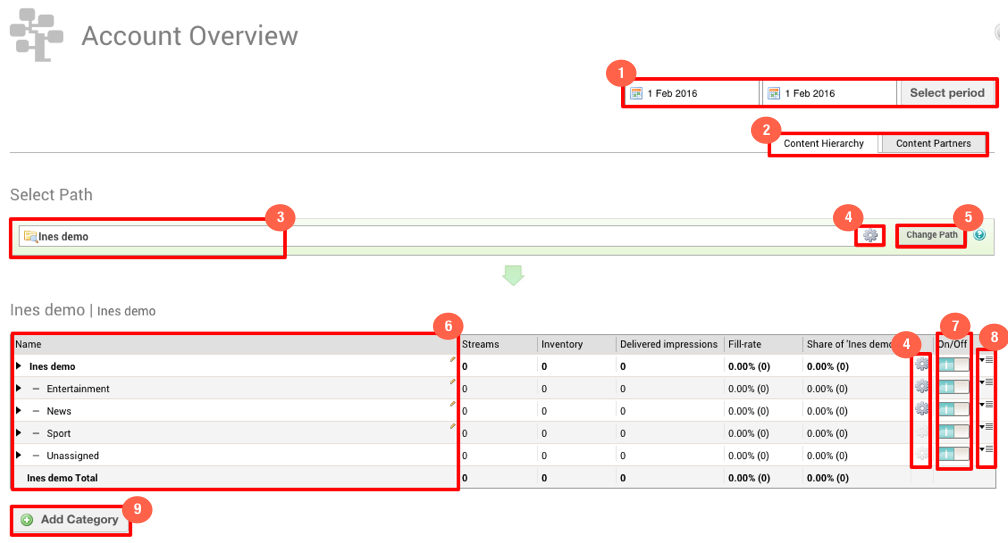 Account Overview
1
1 Feb 2016 1 Feb 2016 Select period
2
Content Hierarchy Content Partners
Select Path
3 4 5
Ines demo Change Path ?
Ines demo | Ines demo
6 7 8
4
Name Streams Inventory Delivered impressions Fill-rate Share of 'Ines demo On/Off
Ines demo 0 0 0 0.00% (0) 0.00% (0)
– Entertainment 0 0 0 0.00% (0) 0.00% (0)
– News 0 0 0 0.00% (0) 0.00% (0)
– Sport 0 0 0 0.00% (0) 0.00% (0)
– Unassigned 0 0 0 0.00% (0) 0.00% (0)
Ines demo Total 0 0 0 0.00% (0) 0.00% (0)
9
Add Category